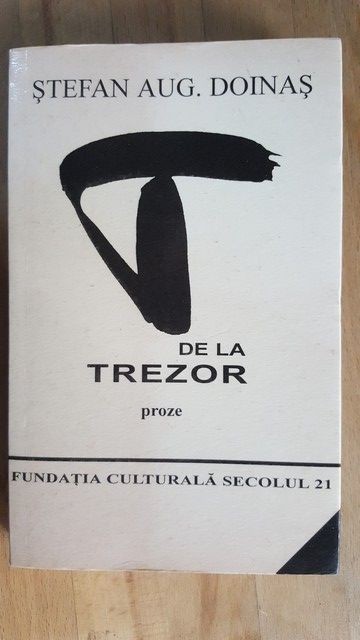 ŞTEFAN AUG. DOINAŞ
T
DE LA
TREZOR
proze
FUNDAŢIA CULTURALĂ SECOLUL 21